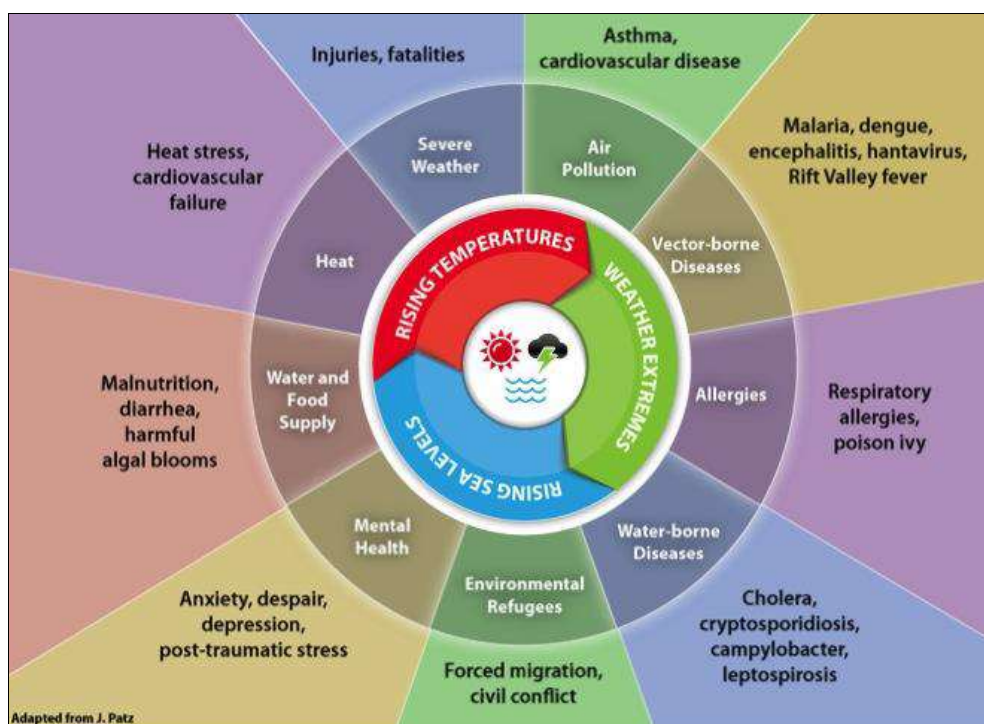 Injuries, fatalities
Asthma,
cardiovascular disease
Severe
Weather
Air
Pollution
Malaria, dengue,
encephalitis, hantavirus,
Rift Valley fever
Heat stress,
cardiovascular
failure
Heat
Vector-borne
Diseases
RISING TEMPERATURES
WEATHER EXTREMES
RISING SEA LEVELS
Malnutrition,
diarrhea,
harmful
algal blooms
Water and
Food
Supply
Allergies
Respiratory
allergies,
poison ivy
Mental
Health
Water-borne
Diseases
Environmental
Refugees
Anxiety, despair,
depression,
post-traumatic stress
Forced migration,
civil conflict
Cholera,
cryptosporidiosis,
campylobacter,
leptospirosis
Adapted from J. Patz